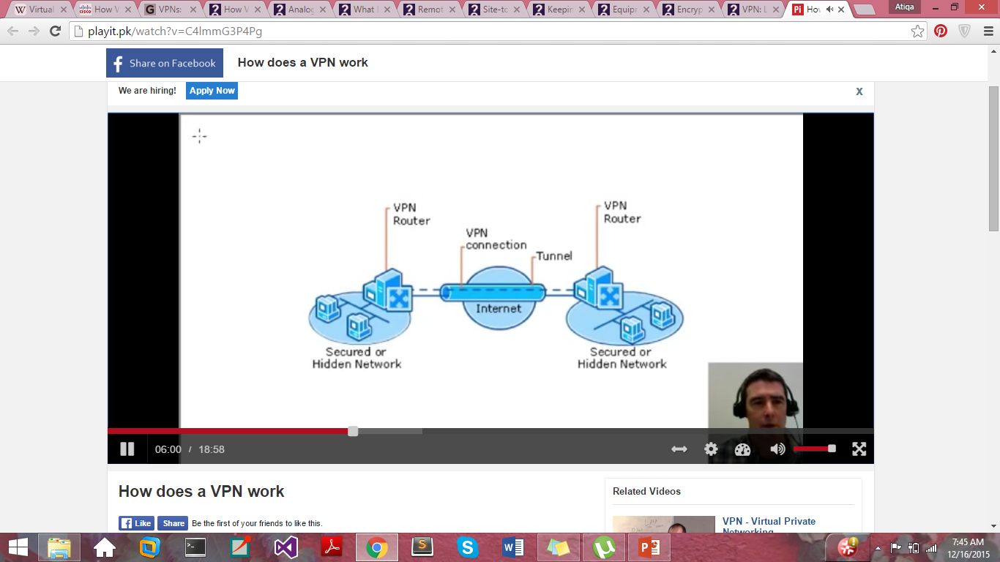 Virtual
How V
VPNs:
How V
Analog
What I
Remot
Site-to
Keepin
Equipr
Encryp
VPN: L
Hov
Atiqa
playit.pk/watch?v=C4lmmG3P4Pg
Share on Facebook
How does a VPN work
We are hiring!
Apply Now
X
VPN
Router
VPN
Router
VPN
connection
Tunnel
Internet
Secured or
Hidden Network
Secured or
Hidden Network
06:00 / 18:58
How does a VPN work
Like
Share
Be the first of your friends to like this.
Related Videos
VPN - Virtual Private
Networking
7:45 AM
12/16/2015